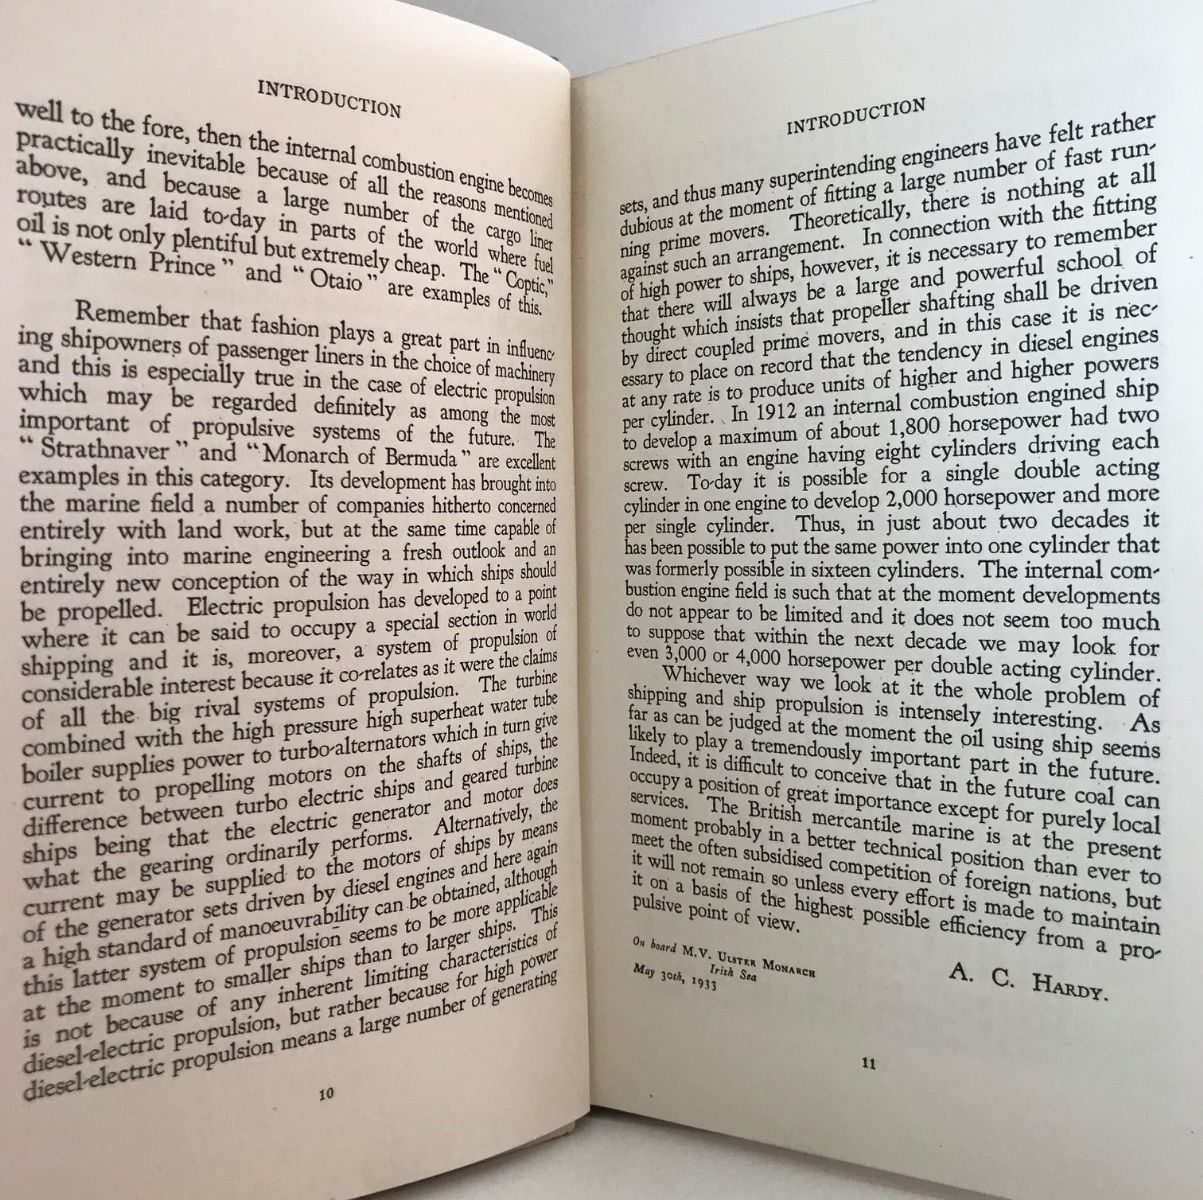 INTRODUCTION
well to the fore, then the internal combustion engine becomes
practically inevitable because of all the reasons mentioned
above, and because a large number of the cargo liner
routes are laid to-day in parts of the world where fuel
oil is not only plentiful but extremely cheap. The "Coptic,"
"Western Prince" and "Otaio" are examples of this.
Remember that fashion plays a great part in influenc-
ing shipowners of passenger liners in the choice of machinery
and this is especially true in the case of electric propulsion
which may be regarded definitely as among the most
important of propulsive systems of the future. The
"Strathnaver" and "Monarch of Bermuda" are excellent
examples in this category. Its development has brought into
the marine field a number of companies hitherto concerned
entirely with land work, but at the same time capable of
bringing into marine engineering a fresh outlook and an
entirely new conception of the way in which ships should
be propelled. Electric propulsion has developed to a point
where it can be said to occupy a special section in world
shipping and it is, moreover, a system of propulsion of
considerable interest because it co-relates as it were the claims
of all the big rival systems of propulsion. The turbine
combined with the high pressure high superheat water tube
boiler supplies power to turbo-alternators which in turn give
current to propelling motors on the shafts of ships, the
difference between turbo electric ships and geared turbine
ships being that the electric generator and motor does
what the gearing ordinarily performs. Alternatively, the
current may be supplied to the motors of ships by means
of the generator sets driven by diesel engines and here again
a high standard of manoeuvrability can be obtained, although
this latter system of propulsion seems to be more applicable
at the moment to smaller ships than to larger ships. This
is not because of any inherent limiting characteristics of
diesel-electric propulsion, but rather because for high power
diesel-electric propulsion means a large number of generating
10
INTRODUCTION
sets, and thus many superintending engineers have felt rather
dubious at the moment of fitting a large number of fast run-
ning prime movers. Theoretically, there is nothing at all
against such an arrangement. In connection with the fitting
of high power to ships, however, it is necessary to remember
that there will always be a large and powerful school of
thought which insists that propeller shafting shall be driven
by direct coupled prime movers, and in this case it is nec-
essary to place on record that the tendency in diesel engines
at any rate is to produce units of higher and higher powers
per cylinder. In 1912 an internal combustion engined ship
to develop a maximum of about 1,800 horsepower had two
screws with an engine having eight cylinders driving each
screw. To-day it is possible for a single double acting
cylinder in one engine to develop 2,000 horsepower and more
per single cylinder. Thus, in just about two decades it
has been possible to put the same power into one cylinder that
was formerly possible in sixteen cylinders. The internal com-
bustion engine field is such that at the moment developments
do not appear to be limited and it does not seem too much
to suppose that within the next decade we may look for
even 3,000 or 4,000 horsepower per double acting cylinder.
Whichever way we look at it the whole problem of
shipping and ship propulsion is intensely interesting. As
far as can be judged at the moment the oil using ship seems
likely to play a tremendously important part in the future.
Indeed, it is difficult to conceive that in the future coal can
occupy a position of great importance except for purely local
services. The British mercantile marine is at the present
moment probably in a better technical position than ever to
meet the often subsidised competition of foreign nations, but
it will not remain so unless every effort is made to maintain
it on a basis of the highest possible efficiency from a pro-
pulsive point of view.
A. C. HARDY.
On board M.V. ULSTER MONARCH
Irish Sea
May 30th, 1933
11